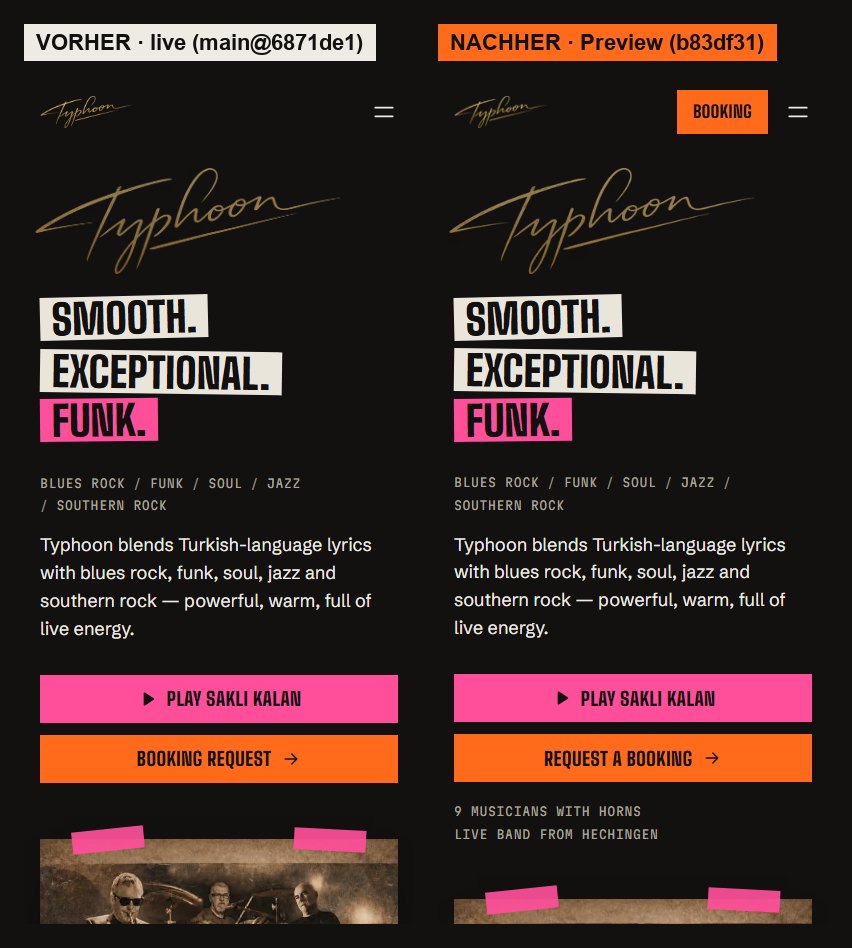 VORHER · live (main@6871de1)
Typhoon
Typhoon
SMOOTH.
EXCEPTIONAL.
FUNK.
BLUES ROCK / FUNK / SOUL / JAZZ
/ SOUTHERN ROCK
Typhoon blends Turkish-language lyrics
with blues rock, funk, soul, jazz and
southern rock — powerful, warm, full of
live energy.
PLAY SAKLI KALAN
BOOKING REQUEST →
NACHHER · Preview (b83df31)
Typhoon
BOOKING
Typhoon
SMOOTH.
EXCEPTIONAL.
FUNK.
BLUES ROCK / FUNK / SOUL / JAZZ /
SOUTHERN ROCK
Typhoon blends Turkish-language lyrics
with blues rock, funk, soul, jazz and
southern rock — powerful, warm, full of
live energy.
PLAY SAKLI KALAN
REQUEST A BOOKING →
9 MUSICIANS WITH HORNS
LIVE BAND FROM HECHINGEN